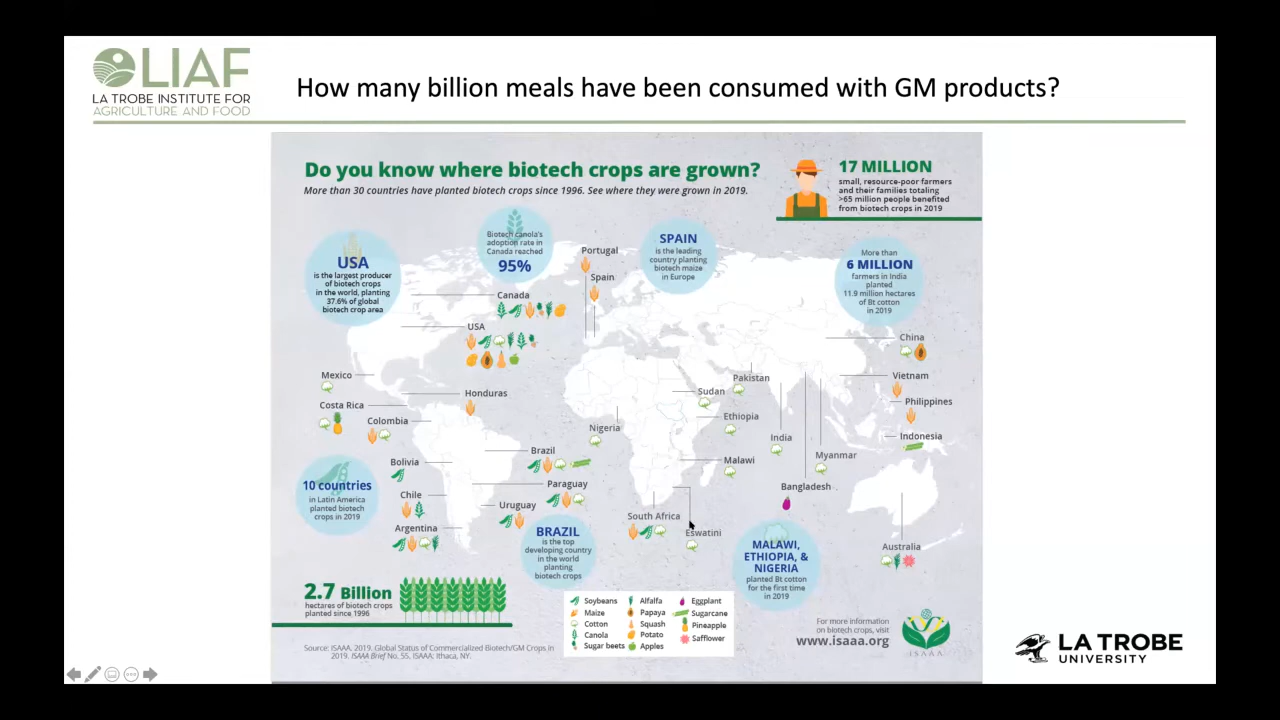 OLIAF
LA TROBE INSTITUTE FOR
AGRICULTURE AND FOOD
How many billion meals have been consumed with GM products?
Do you know where biotech crops are grown?
More than 30 countries have planted biotech crops since 1996. See where they were grown in 2019.
17 MILLION
small, resource-poor farmers
and their families totaling
>65 million people benefited
from biotech crops in 2019
USA
is the largest producer
of biotech crops
in the world, planting
37.6% of global
biotech crop area
Biotech canola's
adoption rate in
Canada reached
95%
Portugal
Spain
SPAIN
is the leading
country planting
biotech maize
in Europe
More than
6 MILLION
farmers in India
planted
11.9 million hectares
of Bt cotton
in 2019
Canada
USA
Mexico
Costa Rica
Colombia
Honduras
Bolivia
Chile
Argentina
Brazil
Paraguay
Uruguay
Nigeria
South Africa
Eswatini
Sudan
Ethiopia
Malawi
Pakistan
India
Myanmar
Bangladesh
China
Vietnam
Philippines
Indonesia
Australia
10 countries
in Latin America
planted biotech
crops in 2019
BRAZIL
is the top
developing country
in the world
planting
biotech crops
MALAWI,
ETHIOPIA, &
NIGERIA
planted Bt cotton
for the first time
in 2019
2.7 Billion
hectares of biotech crops
planted since 1996
Soybeans
Maize
Cotton
Canola
Sugar beets
Alfalfa
Papaya
Squash
Potato
Apples
Eggplant
Sugarcane
Pineapple
Safflower
Source: ISAAA. 2019. Global Status of Commercialized Biotech/GM Crops in
2019. ISAAA Brief No. 55. ISAAA: Ithaca, NY.
For more information
on biotech crops, visit
www.isaaa.org
ISAAA
LA TROBE
UNIVERSITY